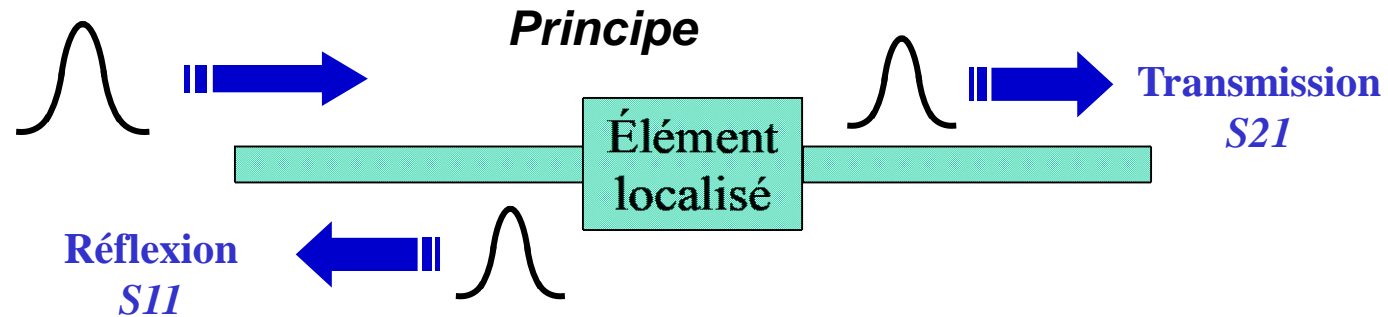 Principe
Transmission
S21
Élément
localisé
Réflexion
S11